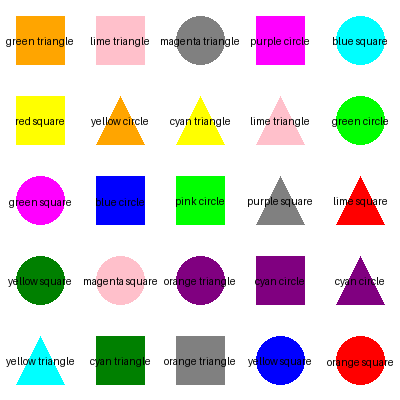 green triangle lime triangle magenta triangle purple circle blue square
red square yellow circle cyan triangle lime triangle green circle
green square blue circle pink circle purple square lime square
yellow square magenta square orange triangle cyan circle cyan circle
yellow triangle cyan triangle orange triangle yellow square orange square